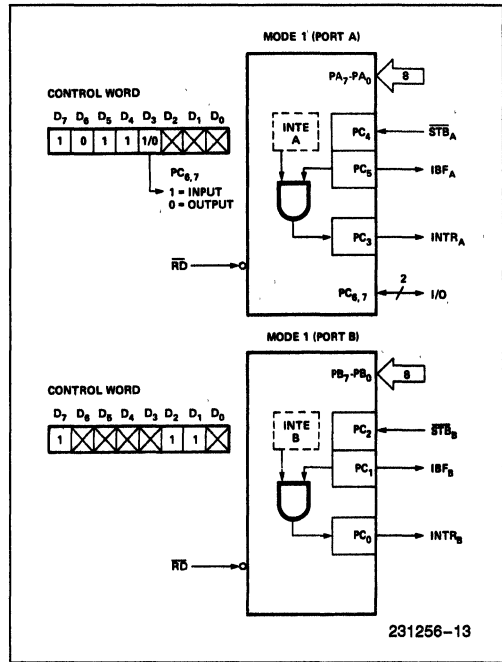 MODE 1 (PORT A)
PA7-PA0
8
CONTROL WORD
D7 D6 D5 D4 D3 D2 D1 D0
1 0 1 1 1/0
PC6,7
1 = INPUT
0 = OUTPUT
INTE
A
PC4
STBA
PC5
IBFA
PC3
INTRA
RD
PC6,7
2
I/O
MODE 1 (PORT B)
PB7-PB0
8
CONTROL WORD
D7 D6 D5 D4 D3 D2 D1 D0
1 1 1
INTE
B
PC2
STBB
PC1
IBFB
PC0
INTRB
RD
231256-13